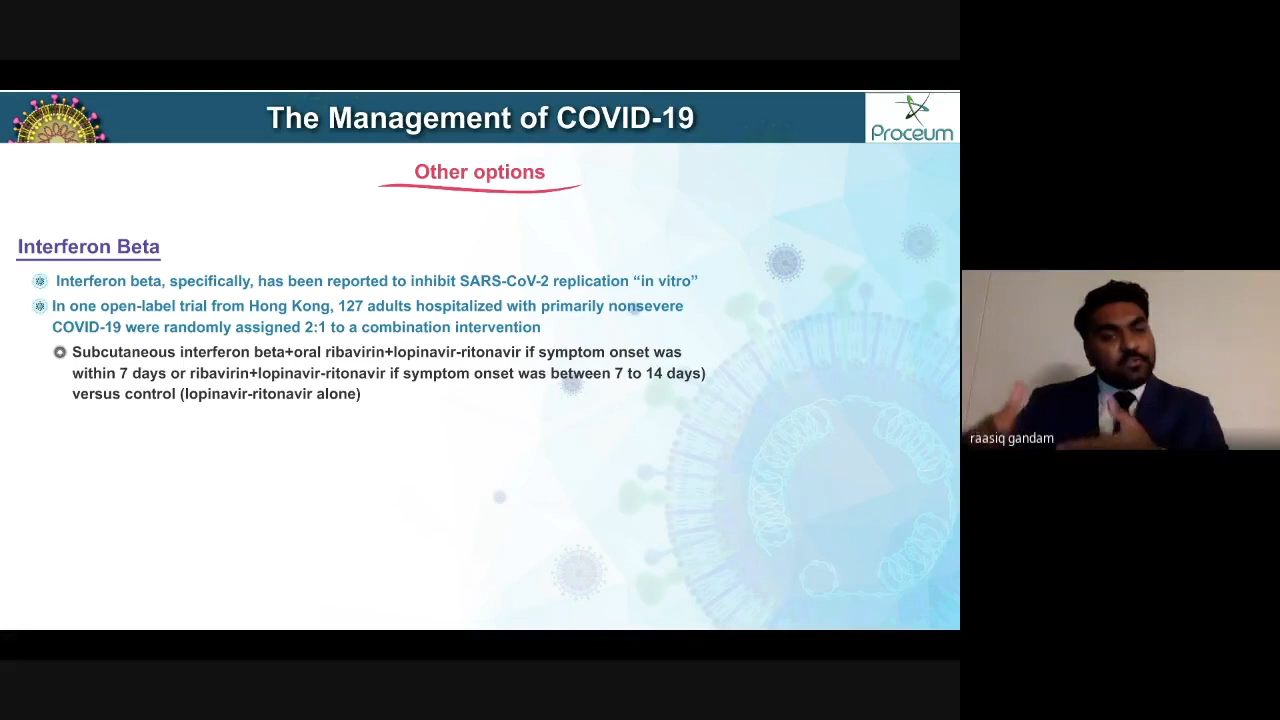 The Management of COVID-19
Proceum
Other options
Interferon Beta
Interferon beta, specifically, has been reported to inhibit SARS-CoV-2 replication “in vitro”
In one open-label trial from Hong Kong, 127 adults hospitalized with primarily nonsevere
COVID-19 were randomly assigned 2:1 to a combination intervention
Subcutaneous interferon beta+oral ribavirin+lopinavir-ritonavir if symptom onset was
within 7 days or ribavirin+lopinavir-ritonavir if symptom onset was between 7 to 14 days)
versus control (lopinavir-ritonavir alone)
raasiq gandam